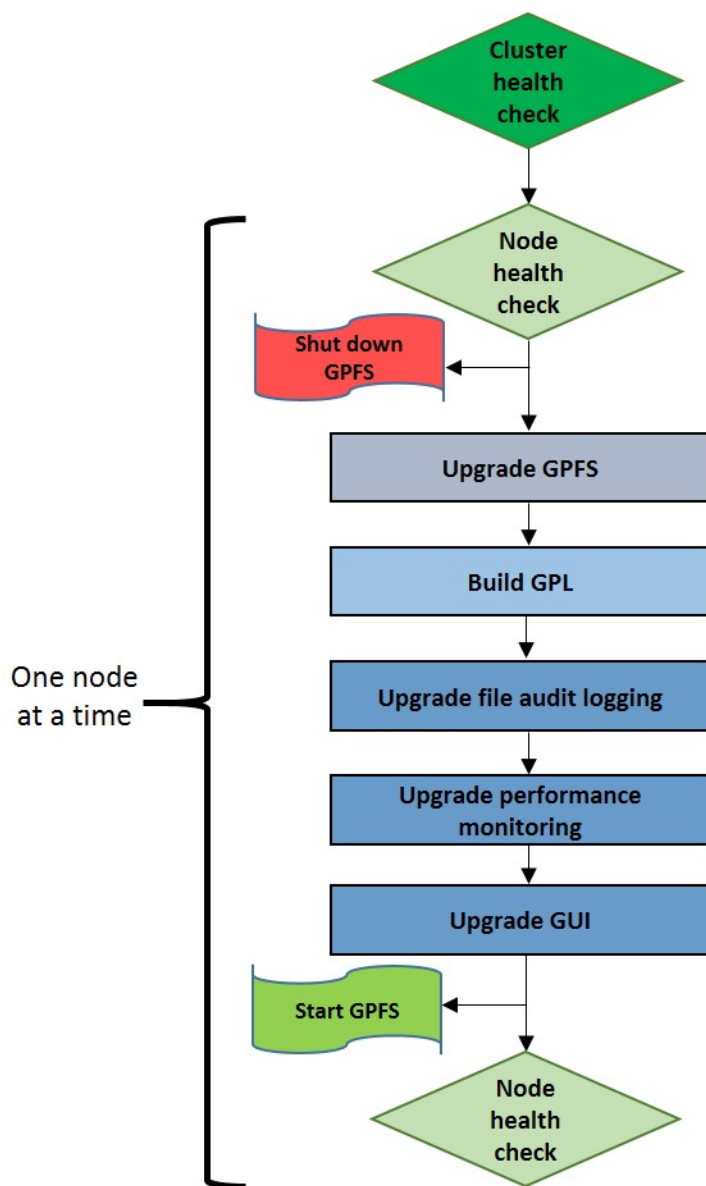 Cluster
health
check
Node
health
check
Shut down
GPFS
Upgrade GPFS
Build GPL
One node
at a time
Upgrade file audit logging
Upgrade performance
monitoring
Upgrade GUI
Start GPFS
Node
health
check